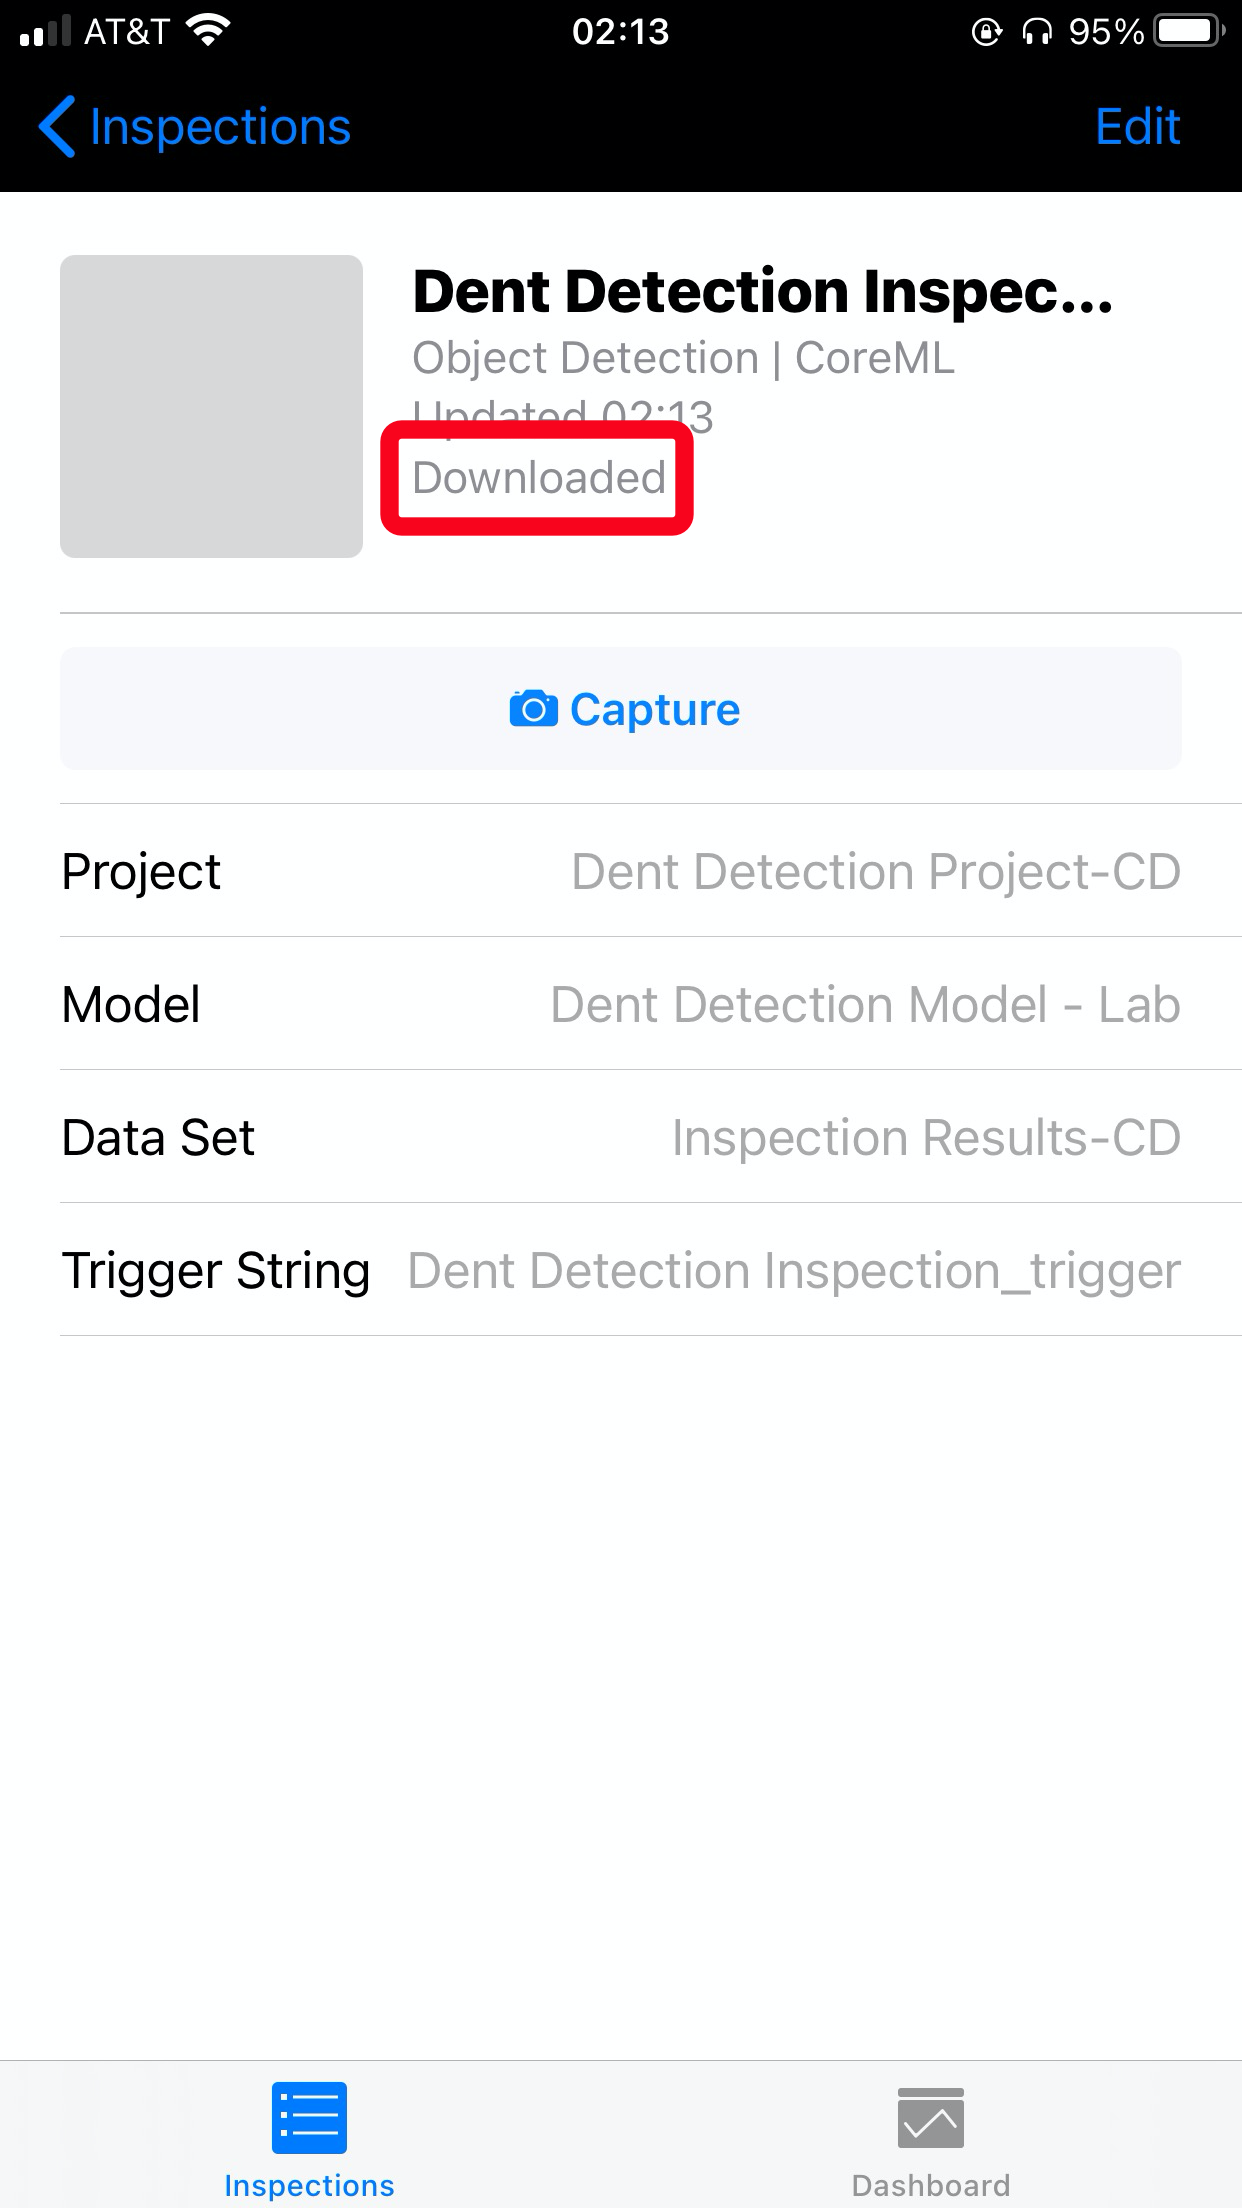 AT&T 02:13 95%
Inspections Edit
Dent Detection Inspec...
Object Detection | CoreML
Updated 02:13
Downloaded
Capture
Project Dent Detection Project-CD
Model Dent Detection Model - Lab
Data Set Inspection Results-CD
Trigger String Dent Detection Inspection_trigger
Inspections Dashboard